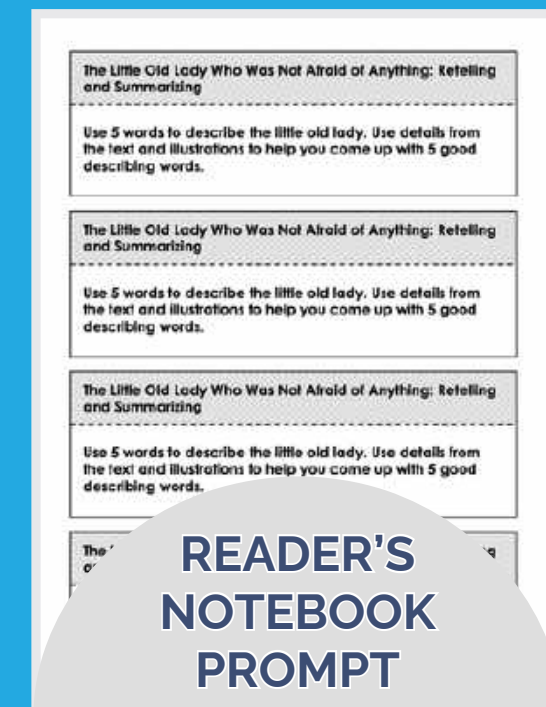 The Little Old Lady Who Was Not Afraid of Anything: Retelling
and Summarizing
Use 5 words to describe the little old lady. Use details from
the text and illustrations to help you come up with 5 good
describing words.
The Little Old Lady Who Was Not Afraid of Anything: Retelling
and Summarizing
Use 5 words to describe the little old lady. Use details from
the text and illustrations to help you come up with 5 good
describing words.
The Little Old Lady Who Was Not Afraid of Anything: Retelling
and Summarizing
Use 5 words to describe the little old lady. Use details from
the text and illustrations to help you come up with 5 good
describing words.
The
READER'S
NOTEBOOK
PROMPT